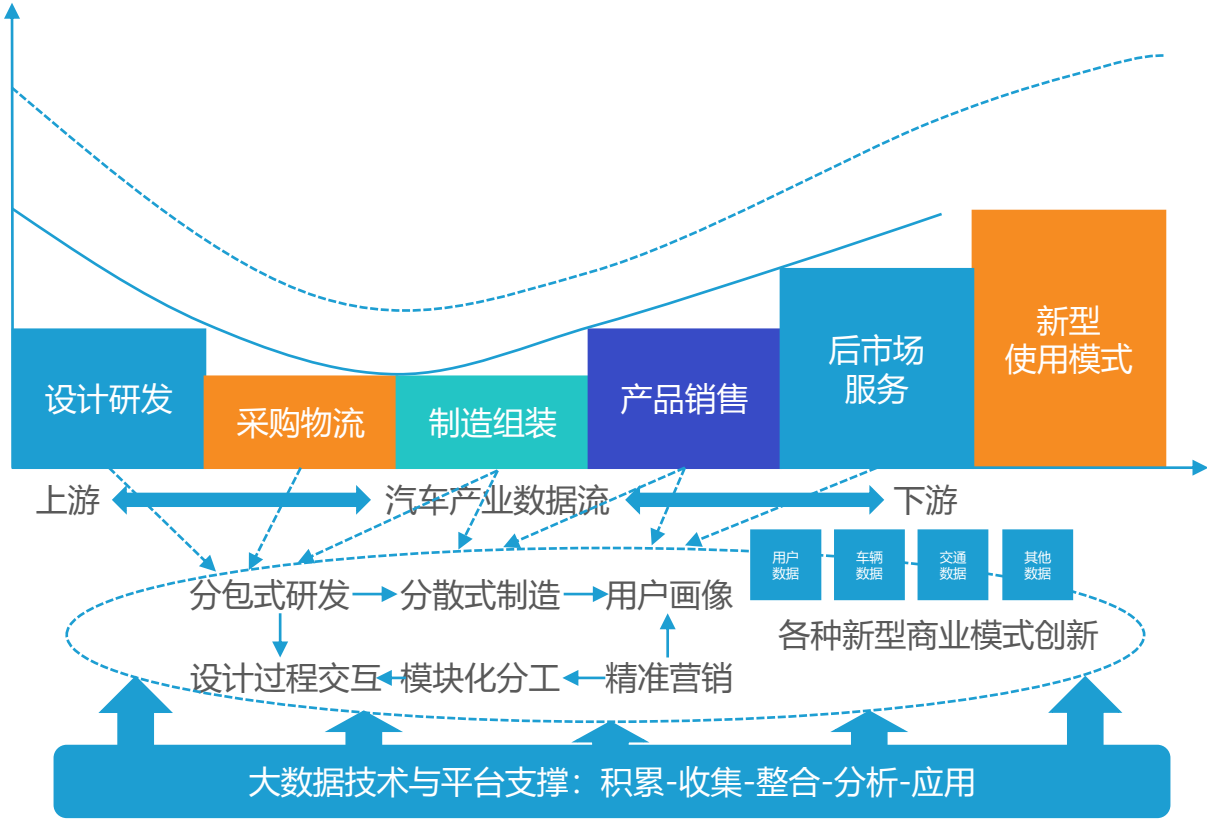 设计研发
采购物流
制造组装
产品销售
后市场
服务
新型
使用模式
上游
汽车产业数据流
下游
用户
数据
车辆
数据
交通
数据
其他
数据
分包式研发
分散式制造
用户画像
各种新型商业模式创新
设计过程交互
模块化分工
精准营销
大数据技术与平台支撑：积累-收集-整合-分析-应用